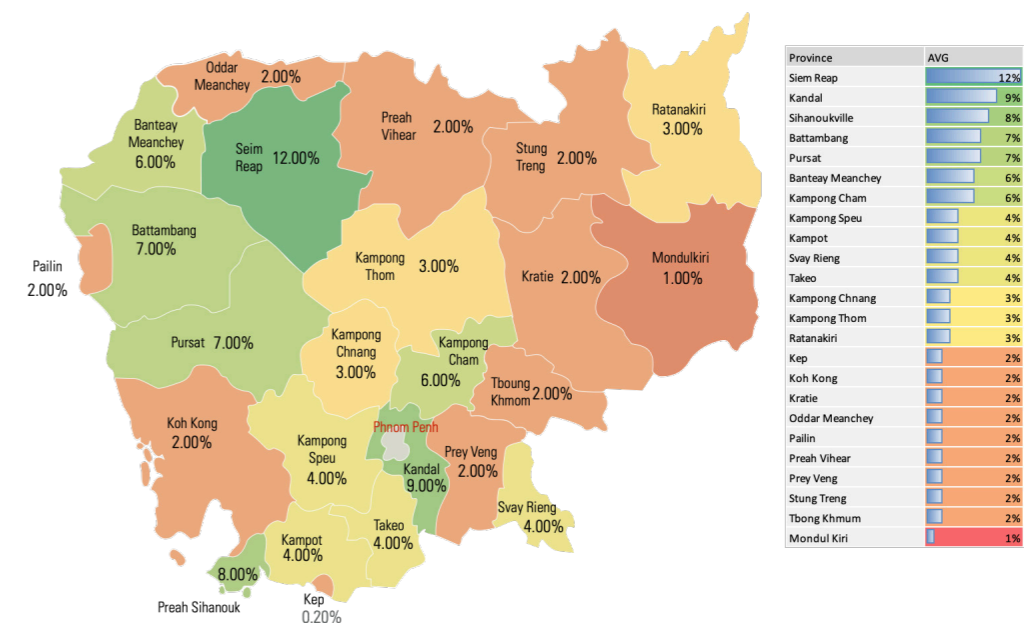 Oddar
Meanchey 2.00%
Banteay
Meanchey
6.00%
Seim
Reap 12.00%
Preah
Vihear 2.00%
Stung
Treng 2.00%
Ratanakiri
3.00%
Battambang
7.00%
Pailin
2.00%
Kampong
Thom 3.00%
Kratie 2.00%
Mondulkiri
1.00%
Pursat 7.00%
Kampong
Chnang
3.00%
Kampong
Cham
6.00%
Tboung
Khmom 2.00%
Koh Kong
2.00%
Kampong
Speu
4.00%
Phnom Penh
Kandal
9.00%
Prey Veng
2.00%
Svay Rieng
4.00%
Takeo
4.00%
Kampot
4.00%
8.00%
Preah Sihanouk
Kep
0.20%
Province AVG
Siem Reap 12%
Kandal 9%
Sihanoukville 8%
Battambang 7%
Pursat 7%
Banteay Meanchey 6%
Kampong Cham 6%
Kampong Speu 4%
Kampot 4%
Svay Rieng 4%
Takeo 4%
Kampong Chnang 3%
Kampong Thom 3%
Ratanakiri 3%
Kep 2%
Koh Kong 2%
Kratie 2%
Oddar Meanchey 2%
Pailin 2%
Preah Vihear 2%
Prey Veng 2%
Stung Treng 2%
Tbong Khmum 2%
Mondul Kiri 1%